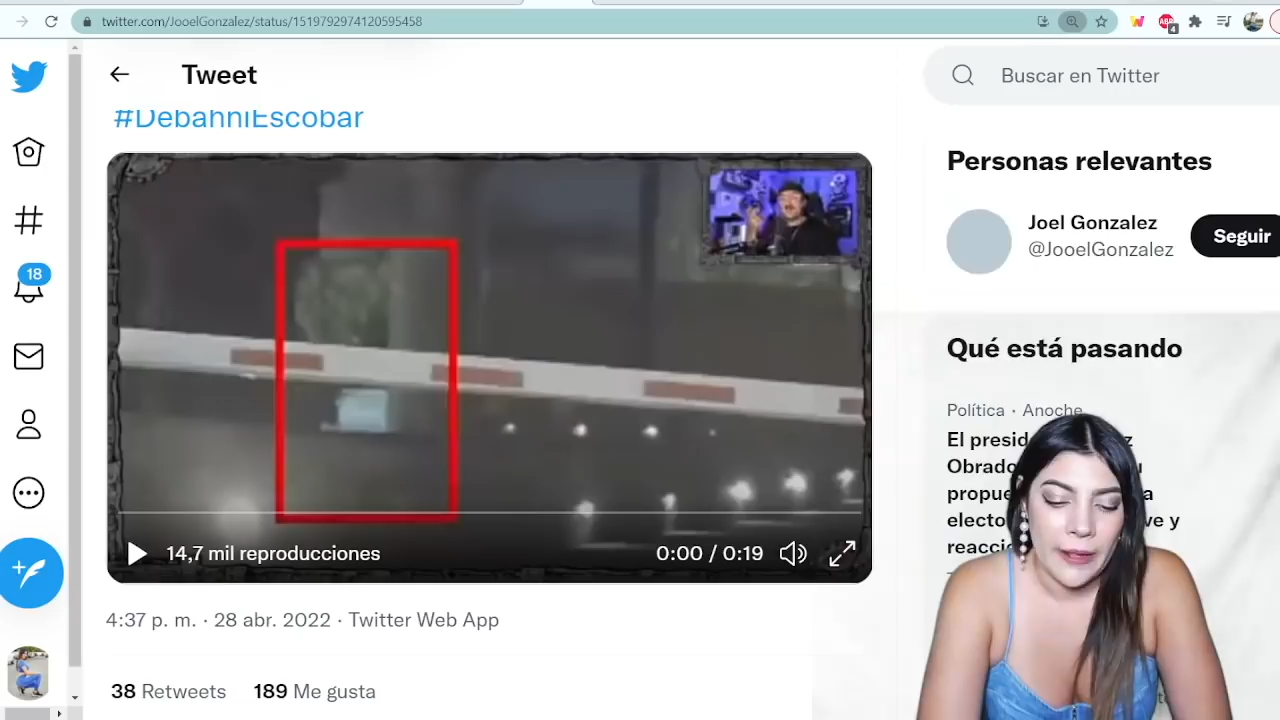 twitter.com/JooelGonzalez/status/1519792974120595458
4
Tweet
Buscar en Twitter
#DebanhiEscobar
18
Personas relevantes
Joel Gonzalez
@JooelGonzalez
Seguir
Qué está pasando
Política · Anoche
El presid
Obrado
propue
electo
reacci
14,7 mil reproducciones
0:00 / 0:19
4:37 p. m. · 28 abr. 2022 · Twitter Web App
38 Retweets 189 Me gusta